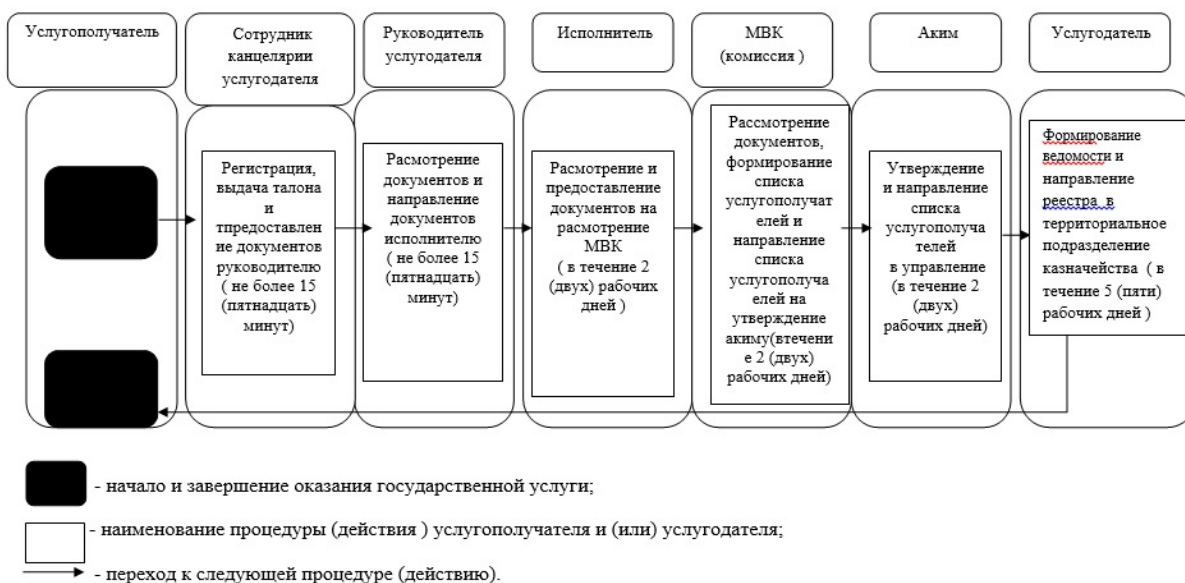 Услугополучатель
Сотрудник
канцелярии
услугодателя
Руководитель
услугодателя
Исполнитель
МВК
(комиссия )
Аким
Услугодатель
Регистрация,
выдача талона
и
тпредоставлен
ие документов
руководителю
( не более 15
(пятнадцать)
минут)
Расмотрение
документов и
направление
документов
исполнителю
( не более 15
(пятнадцать)
минут)
Расмотрение и
предоставление
документов на
расмотрение
МВК
( в течение 2
(двух) рабочих
дней )
Рассмотрение
документов,
формирование
списка
услугополучат
елей и
направление
списка
услугополуча
елей на
утверждение
акиму(втечени
е 2 (двух)
рабочих дней)
Утверждение
и направление
списка
услугополуча
телей
в управление
(в течение 2
(двух)
рабочих дней)
Формирование
ведомости и
направление
реестра в
территориальное
подразделение
казначейства ( в
течение 5 (пяти)
рабочих дней )
- начало и завершение оказания государственной услуги;
- наименование процедуры (действия ) услугополучателя и (или) услугодателя;
- переход к следующей процедуре (действию).